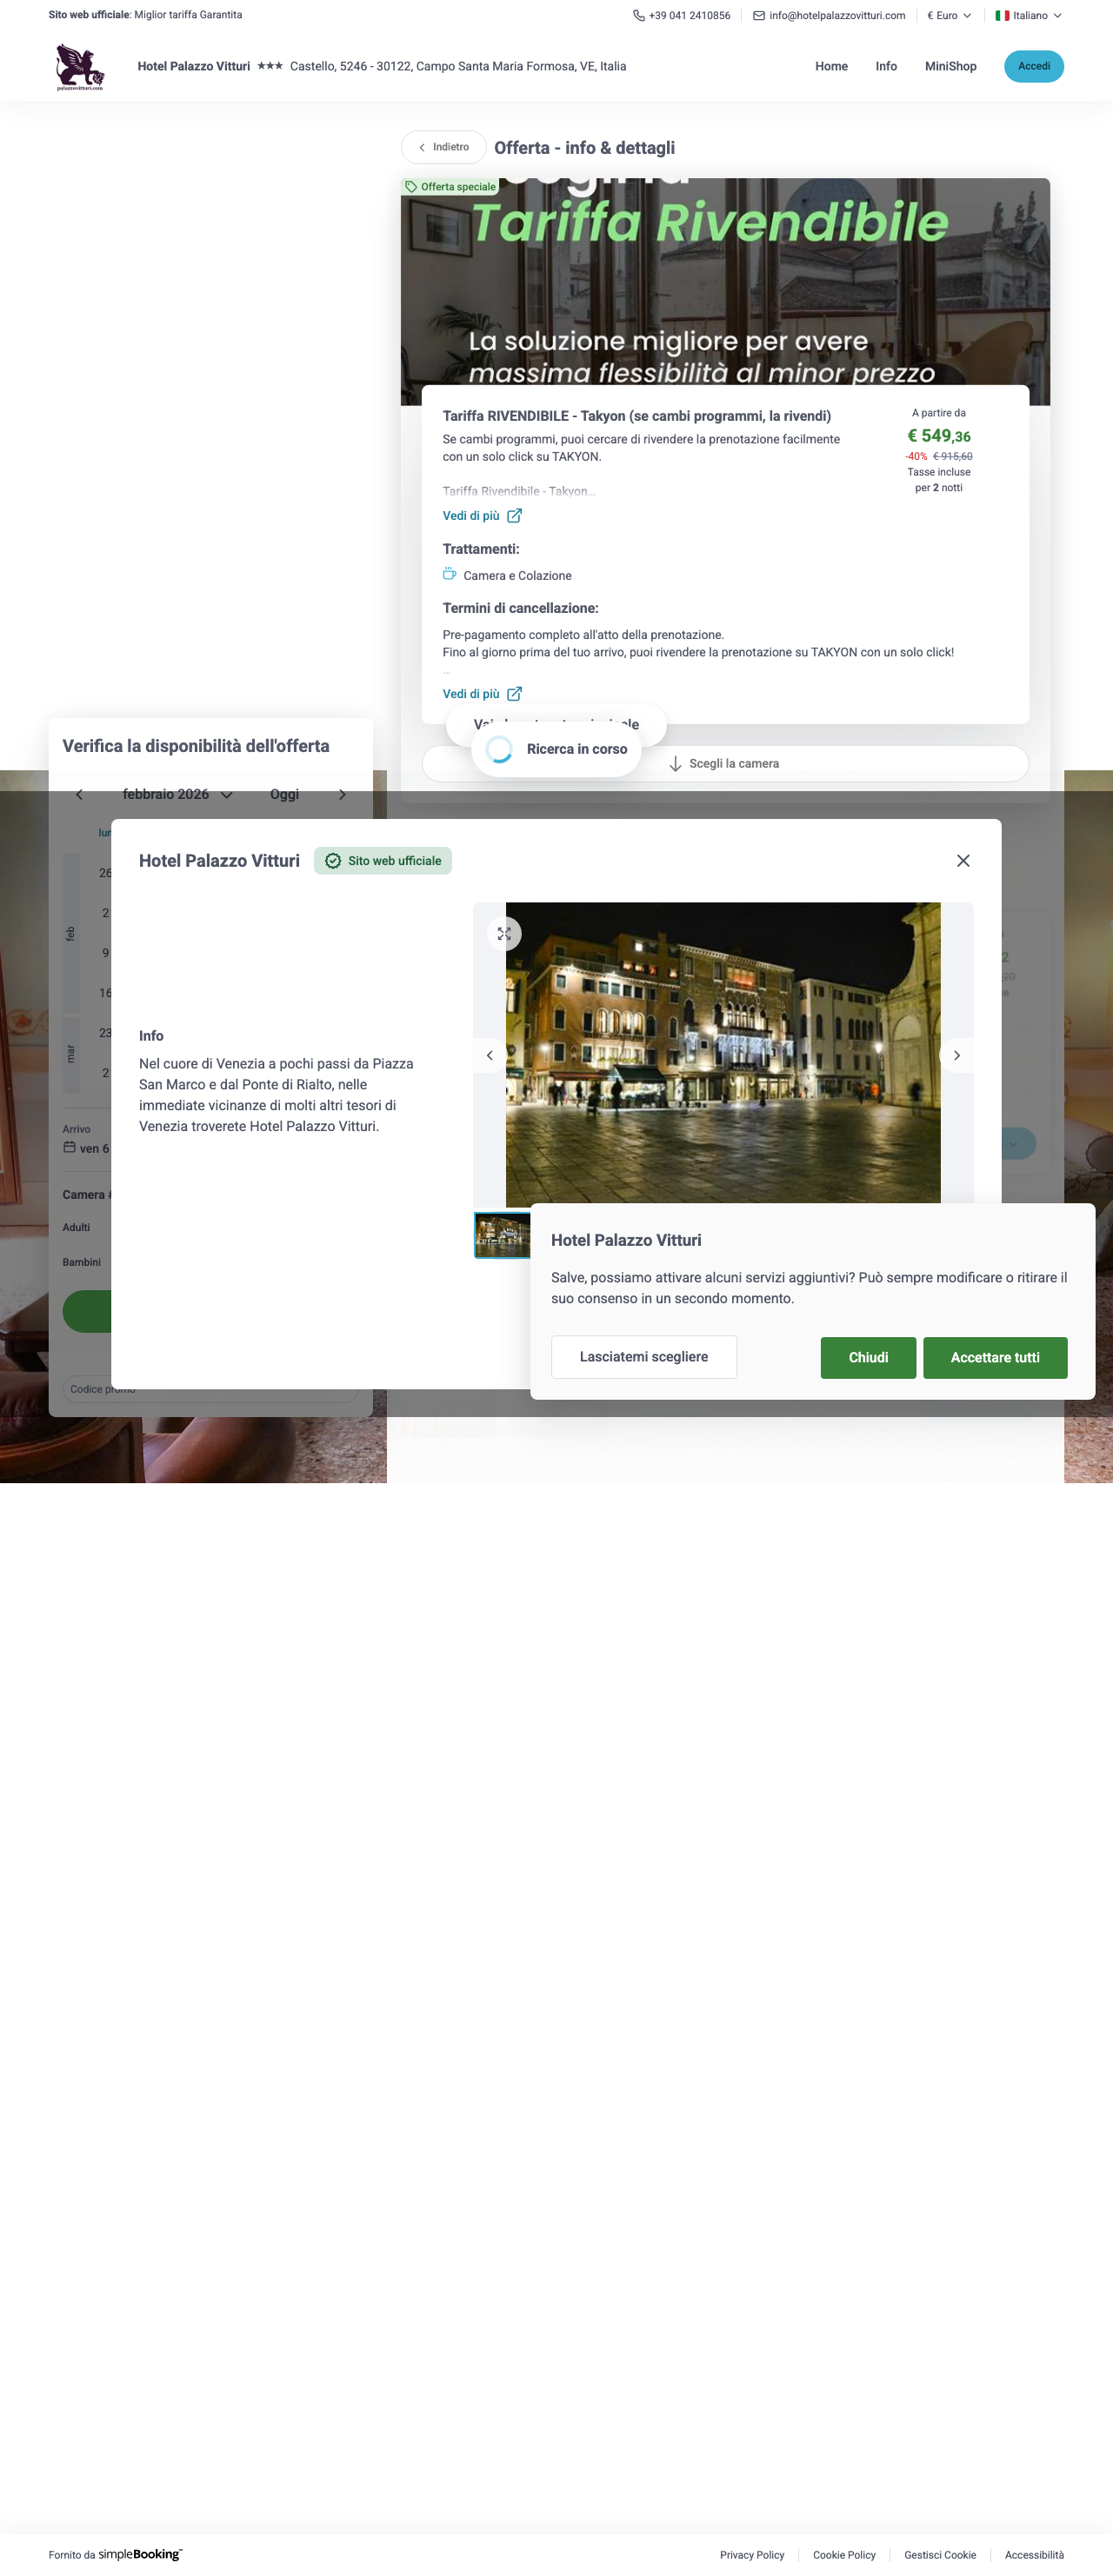 Sito web ufficiale: Miglior tariffa Garantita
+39 041 2410856
info@hotelpalazzovitturi.com
€ Euro
Italiano
palazzovitturi.com
Hotel Palazzo Vitturi ★★★ Castello, 5246 - 30122, Campo Santa Maria Formosa, VE, Italia
Home
Info
MiniShop
Accedi
Indietro
Offerta - info & dettagli
Offerta speciale
Tariffa Rivendibile
La soluzione migliore per avere
massima flessibilità al minor prezzo
Tariffa RIVENDIBILE - Takyon (se cambi programmi, la rivendi)
Se cambi programmi, puoi cercare di rivendere la prenotazione facilmente
con un solo click su TAKYON.
Tariffa Rivendibile - Takyon...
Vedi di più
A partire da
€ 549,36
-40% € 915,60
Tasse incluse
per 2 notti
Trattamenti:
Camera e Colazione
Termini di cancellazione:
Pre-pagamento completo all'atto della prenotazione.
Fino al giorno prima del tuo arrivo, puoi rivendere la prenotazione su TAKYON con un solo click!
...
Vedi di più
Ricerca in corso
Scegli la camera
Verifica la disponibilità dell'offerta
febbraio 2026
Oggi
lun
26
2
feb
9
16
23
mar
2
Arrivo
ven 6
Camera #
Adulti
Bambini
Codice promo
Hotel Palazzo Vitturi
Sito web ufficiale
Info
Nel cuore di Venezia a pochi passi da Piazza
San Marco e dal Ponte di Rialto, nelle
immediate vicinanze di molti altri tesori di
Venezia troverete Hotel Palazzo Vitturi.
Hotel Palazzo Vitturi
Salve, possiamo attivare alcuni servizi aggiuntivi? Può sempre modificare o ritirare il
suo consenso in un secondo momento.
Lasciatemi scegliere
Chiudi
Accettare tutti
Fornito da simpleBooking™
Privacy Policy
Cookie Policy
Gestisci Cookie
Accessibilità